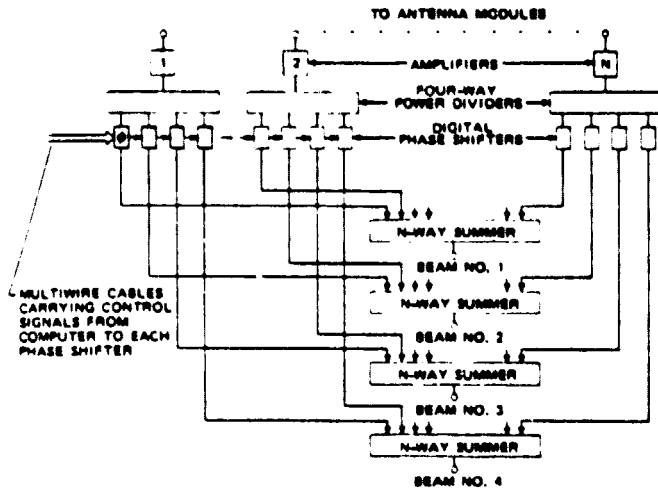 TO ANTENNA MODULES
1
2
AMPLIFIERS
N
FOUR-WAY
POWER DIVIDERS
DIGITAL
PHASE SHIFTERS
N-WAY SUMMER
BEAM NO. 1
N-WAY SUMMER
BEAM NO. 2
N-WAY SUMMER
BEAM NO. 3
N-WAY SUMMER
BEAM NO. 4
MULTIWIRE CABLES
CARRYING CONTROL
SIGNALS FROM
COMPUTER TO EACH
PHASE SHIFTER